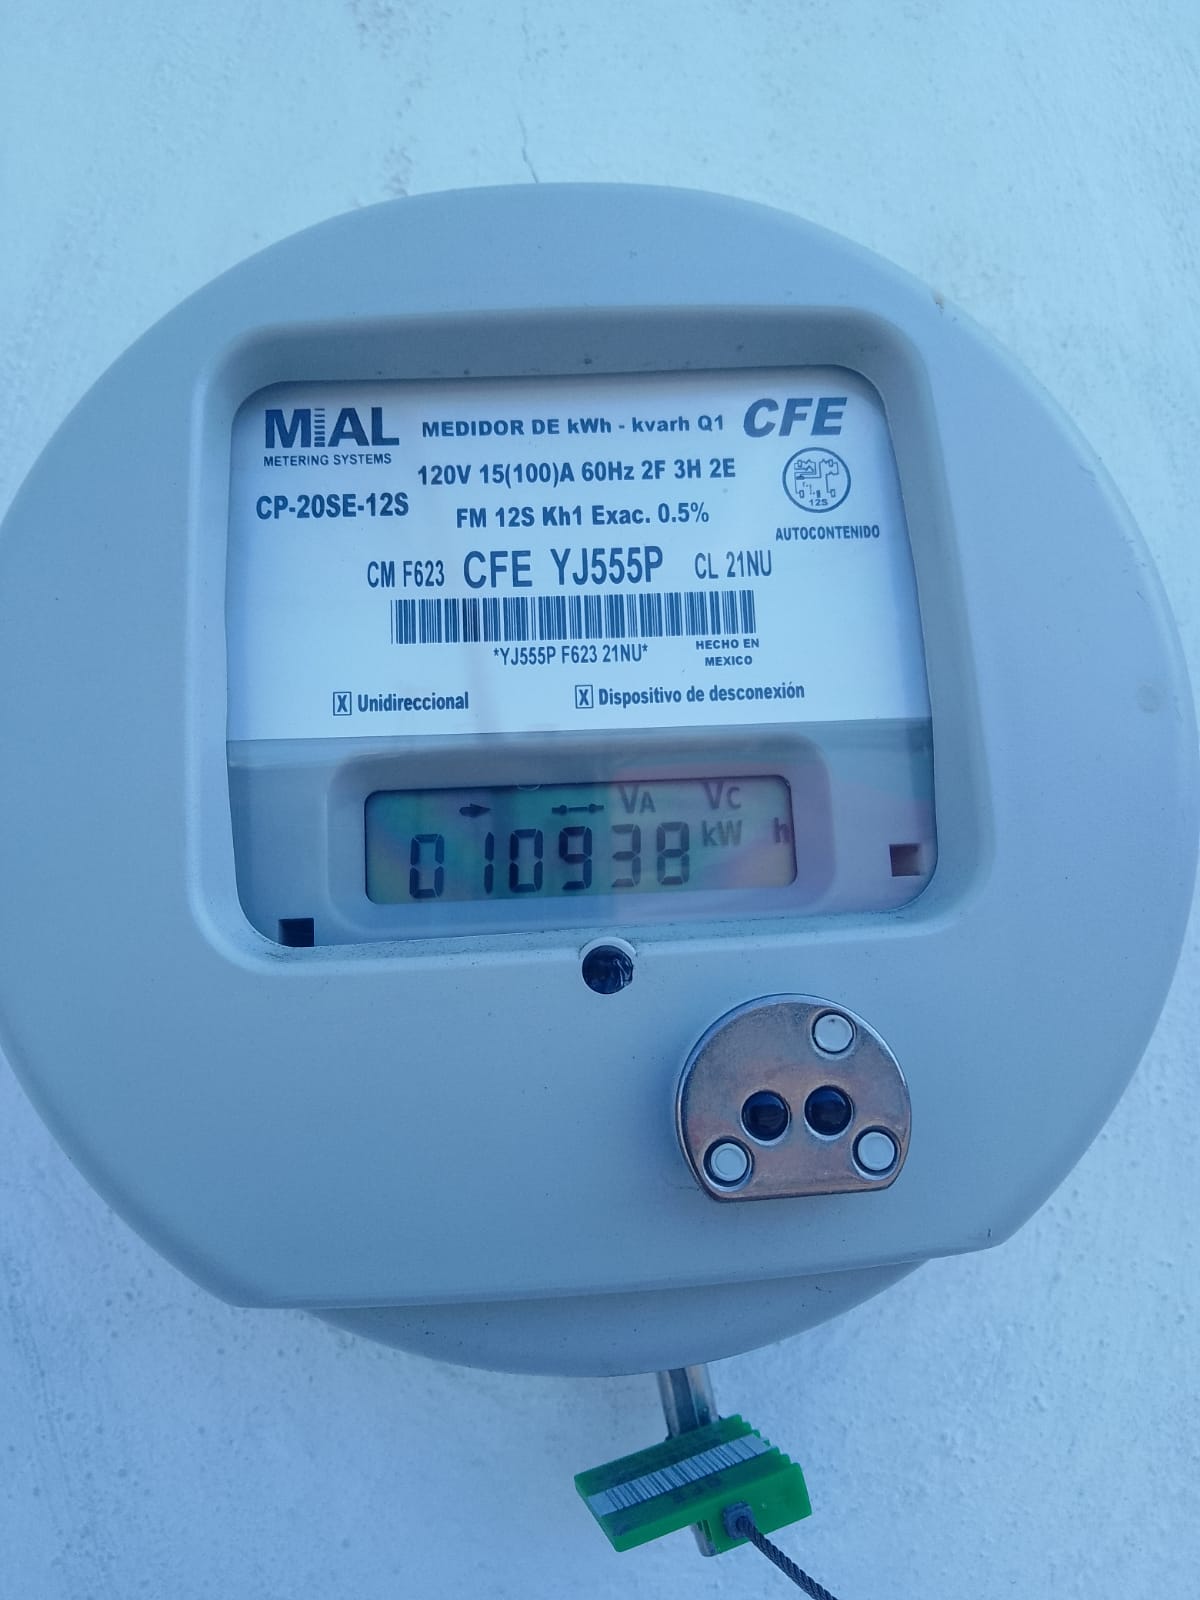 MIAL MEDIDOR DE kWh - kvarh Q1 CFE
METERING SYSTEMS
120V 15(100)A 60Hz 2F 3H 2E
CP-20SE-12S
FM 12S Kh1 Exac. 0.5%
12S
AUTOCONTENIDO
CM F623 CFE YJ555P CL 21NU
*YJ555P F623 21NU*
HECHO EN
MEXICO
X Unidireccional X Dispositivo de desconexión
VA VC
010938 kW h